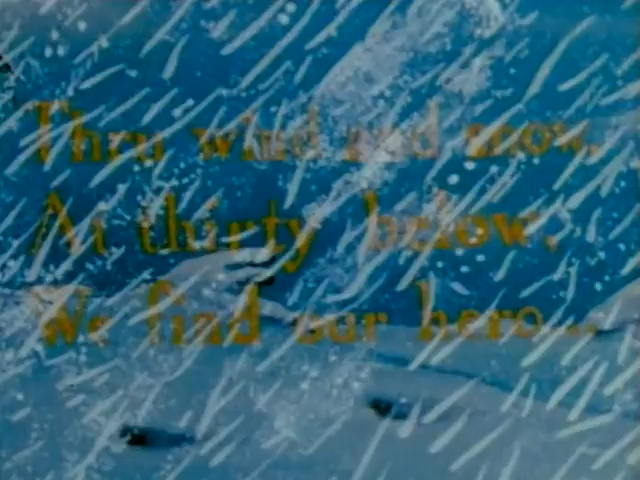 Thru wind and snow,
At thirty below,
We find our hero...